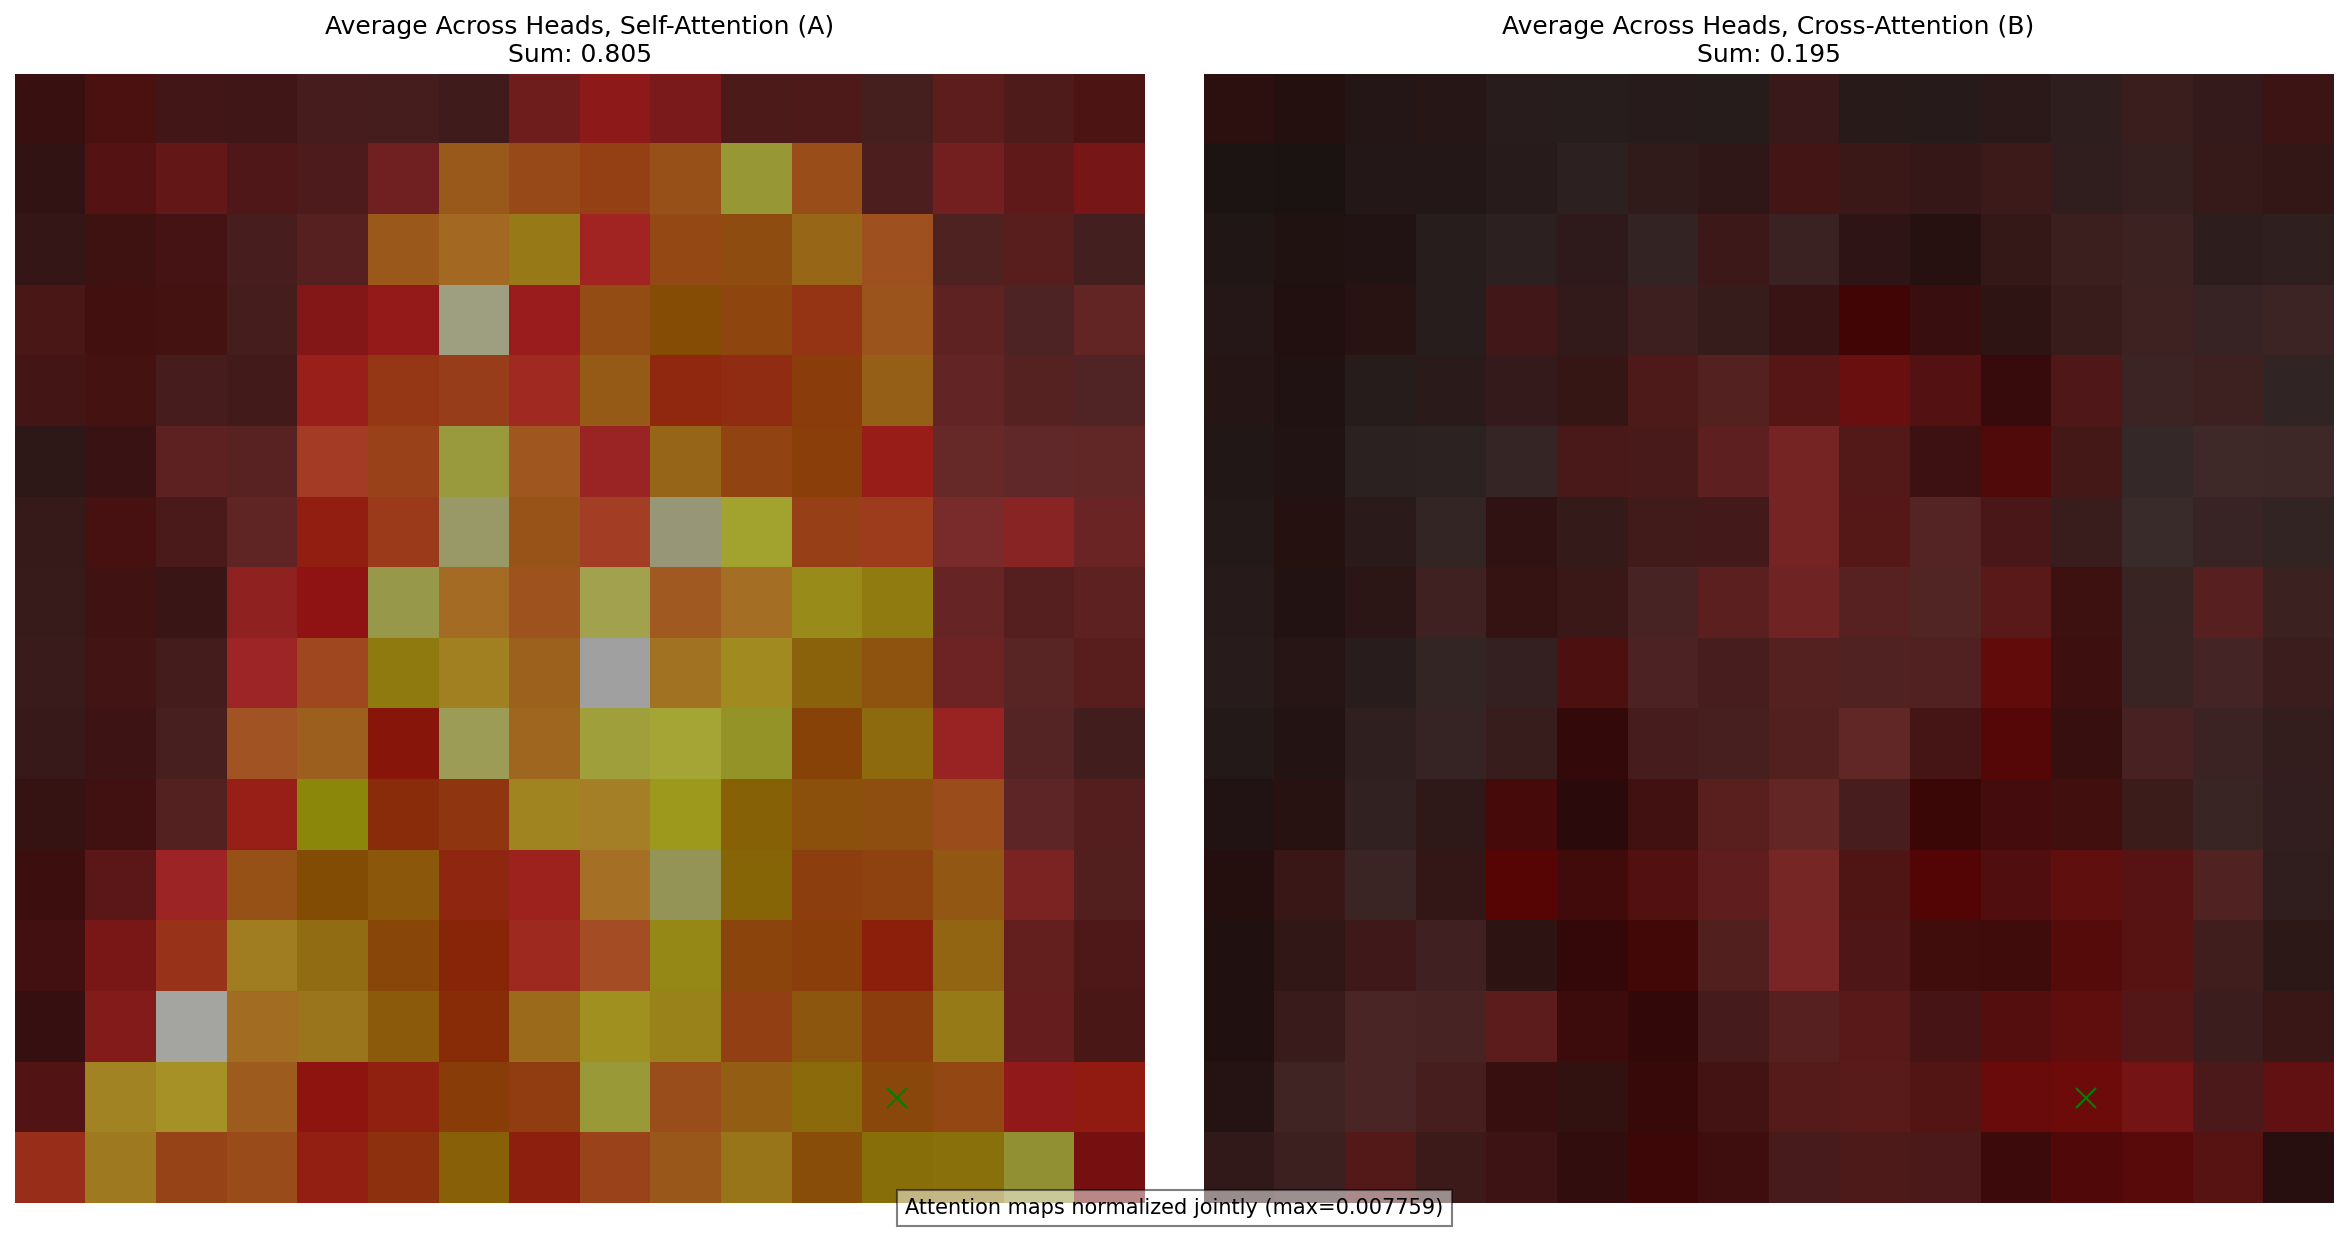 Average Across Heads, Self-Attention (A)
Sum: 0.805
Average Across Heads, Cross-Attention (B)
Sum: 0.195
Attention maps normalized jointly (max=0.007759)